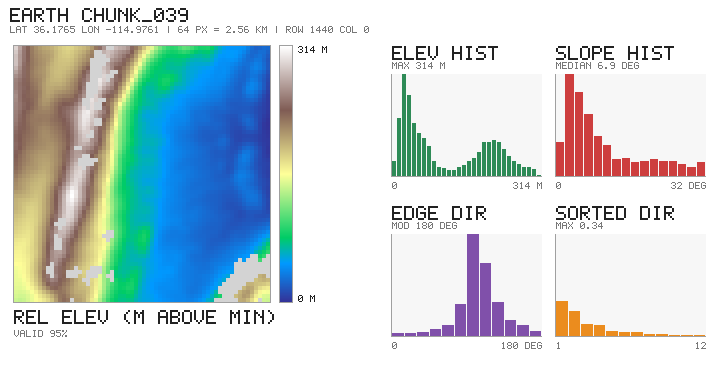 EARTH CHUNK_039
LAT 36.1765 LON -114.9761 | 64 PX = 2.56 KM | ROW 1440 COL 0
314 M
0 M
REL ELEV (M ABOVE MIN)
VALID 95%
ELEV HIST
MAX 314 M
0 314 M
SLOPE HIST
MEDIAN 6.9 DEG
0 32 DEG
EDGE DIR
MOD 180 DEG
0 180 DEG
SORTED DIR
MAX 0.34
1 12